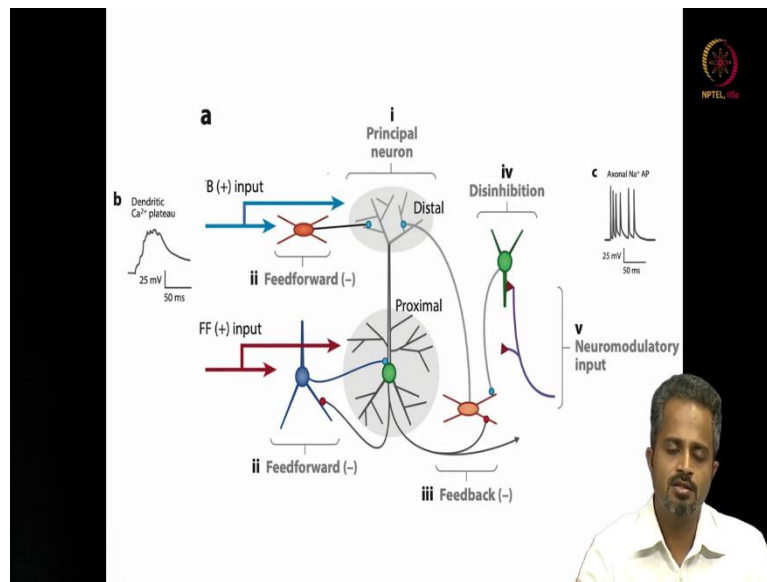 NPTEL, IISc
a
i
Principal
neuron
iv
Disinhibition
c Axonal Na⁺ AP
25 mV
50 ms
b Dendritic
Ca²⁺ plateau
25 mV
50 ms
'B (+) input
Distal
ii Feedforward (–)
Proximal
FF (+) input
v
Neuromodulatory
input
ii Feedforward (–)
iii Feedback (–)